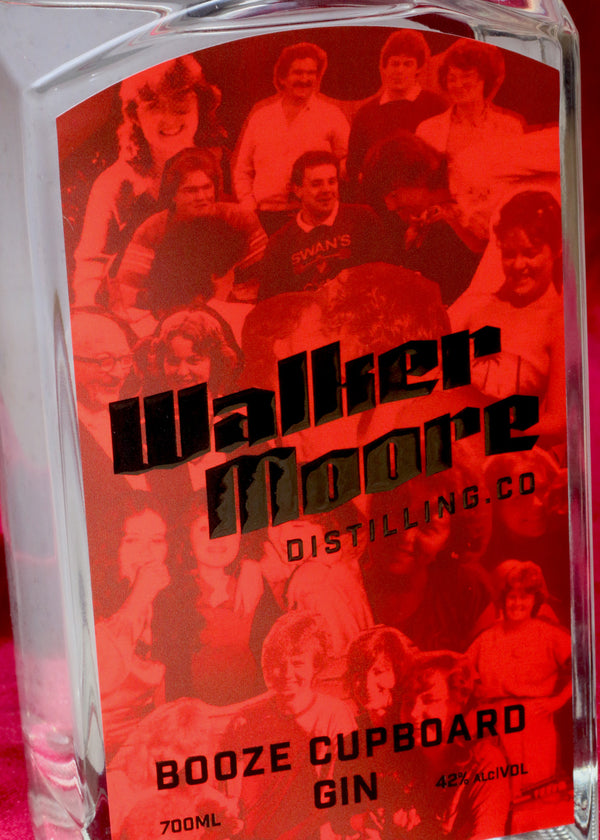 SWAN'S
Walker
Moore
DISTILLING.CO
BOOZE CUPBOARD
GIN
42% ALC|VOL
700ML